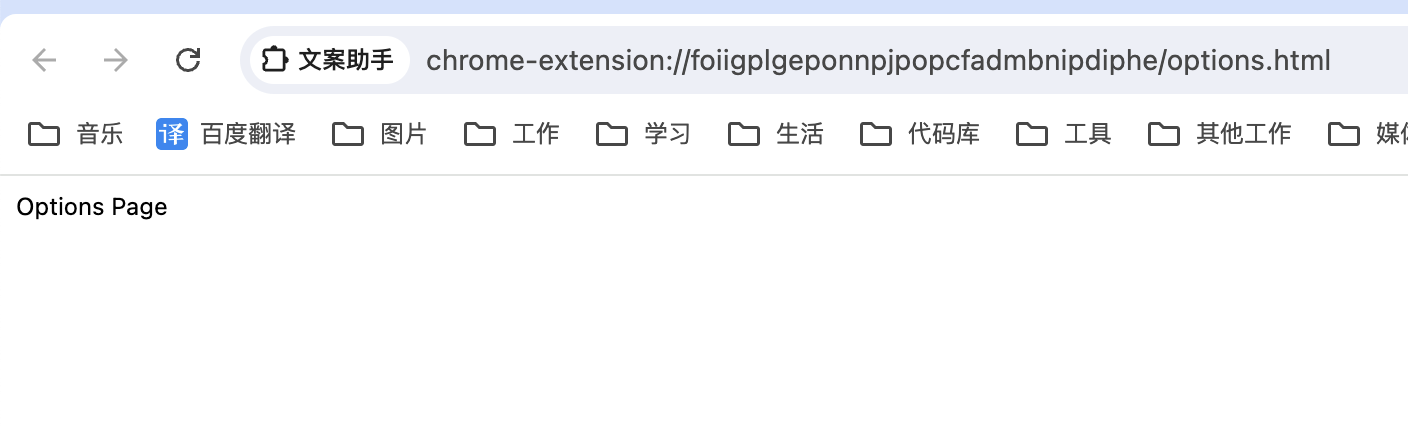 文案助手 chrome-extension://foiigplgeponnpjpopcfadmbnipdiphe/options.html
音乐 译 百度翻译 图片 工作 学习 生活 代码库 工具 其他工作
Options Page